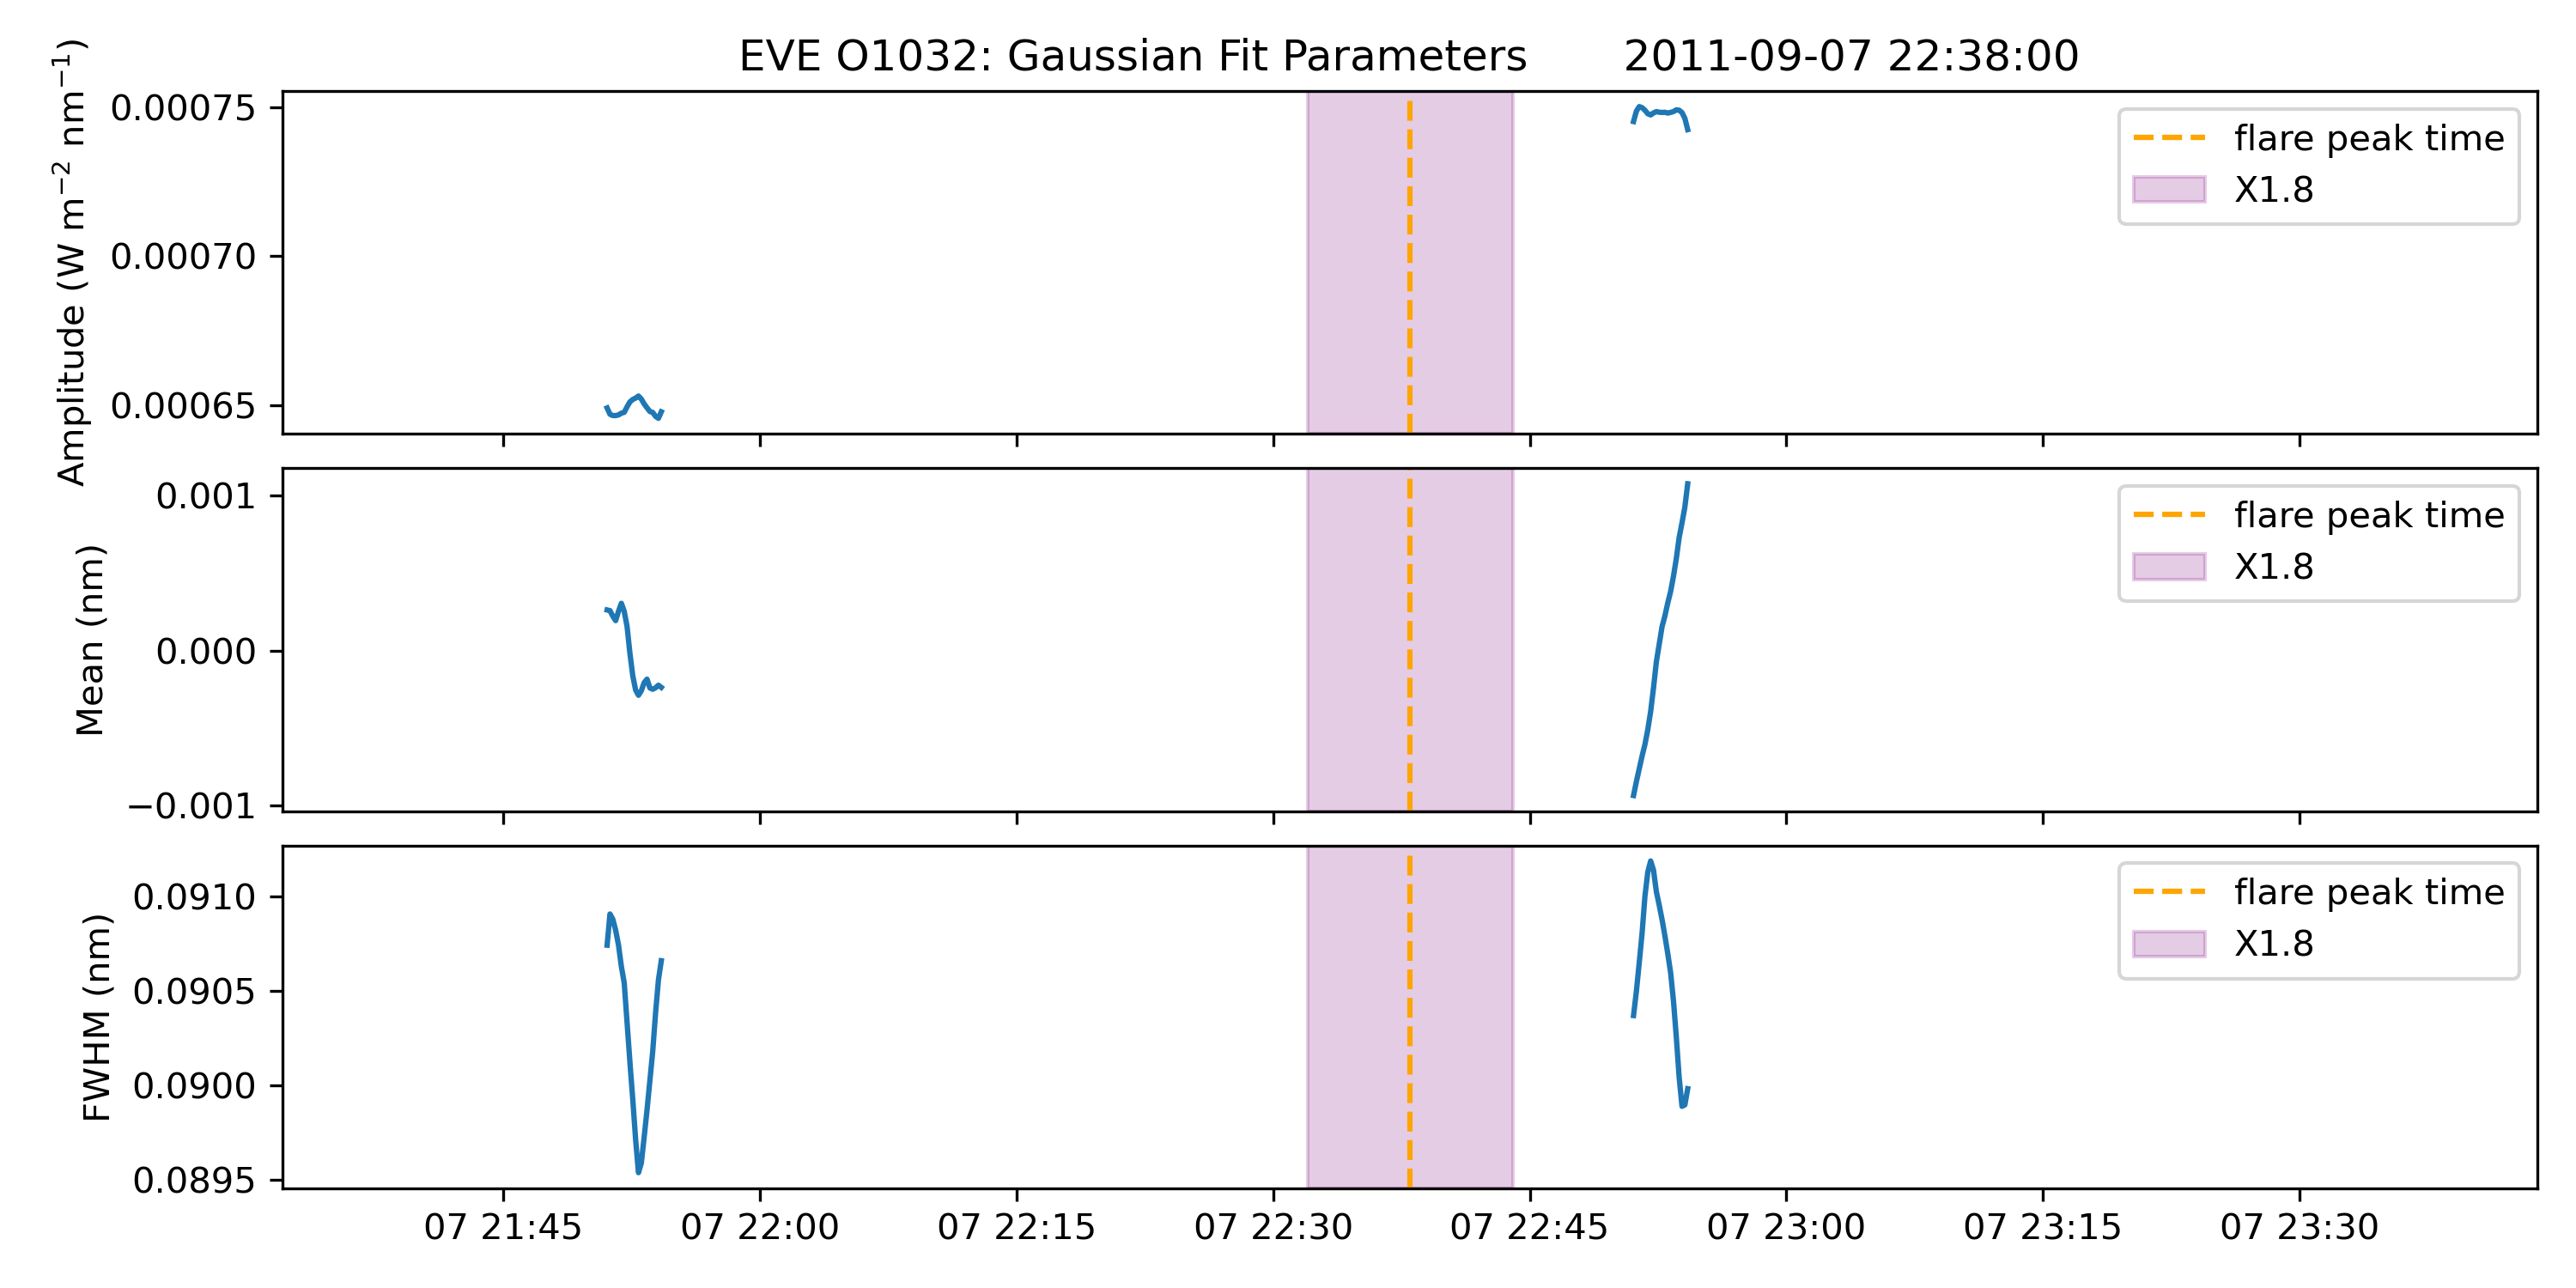 EVE O1032: Gaussian Fit Parameters 2011-09-07 22:38:00
Amplitude (W m⁻² nm⁻¹)
0.00075
0.00070
0.00065
flare peak time
X1.8
Mean (nm)
0.001
0.000
−0.001
flare peak time
X1.8
FWHM (nm)
0.0910
0.0905
0.0900
0.0895
flare peak time
X1.8
07 21:45 07 22:00 07 22:15 07 22:30 07 22:45 07 23:00 07 23:15 07 23:30